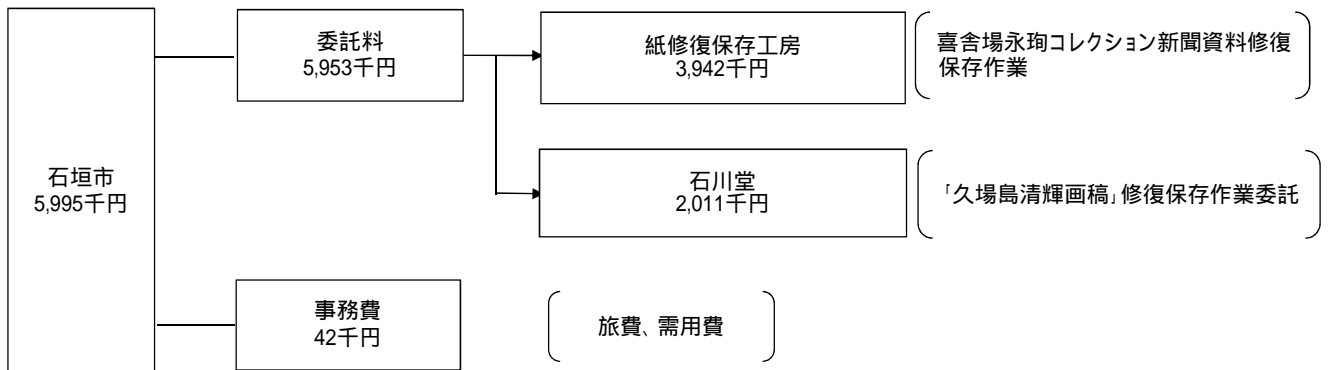 石垣市
5,995千円
委託料
5,953千円
紙修復保存工房
3,942千円
喜舎場永珣コレクション新聞資料修復
保存作業
石川堂
2,011千円
「久場島清輝画稿」修復保存作業委託
事務費
42千円
旅費、需用費